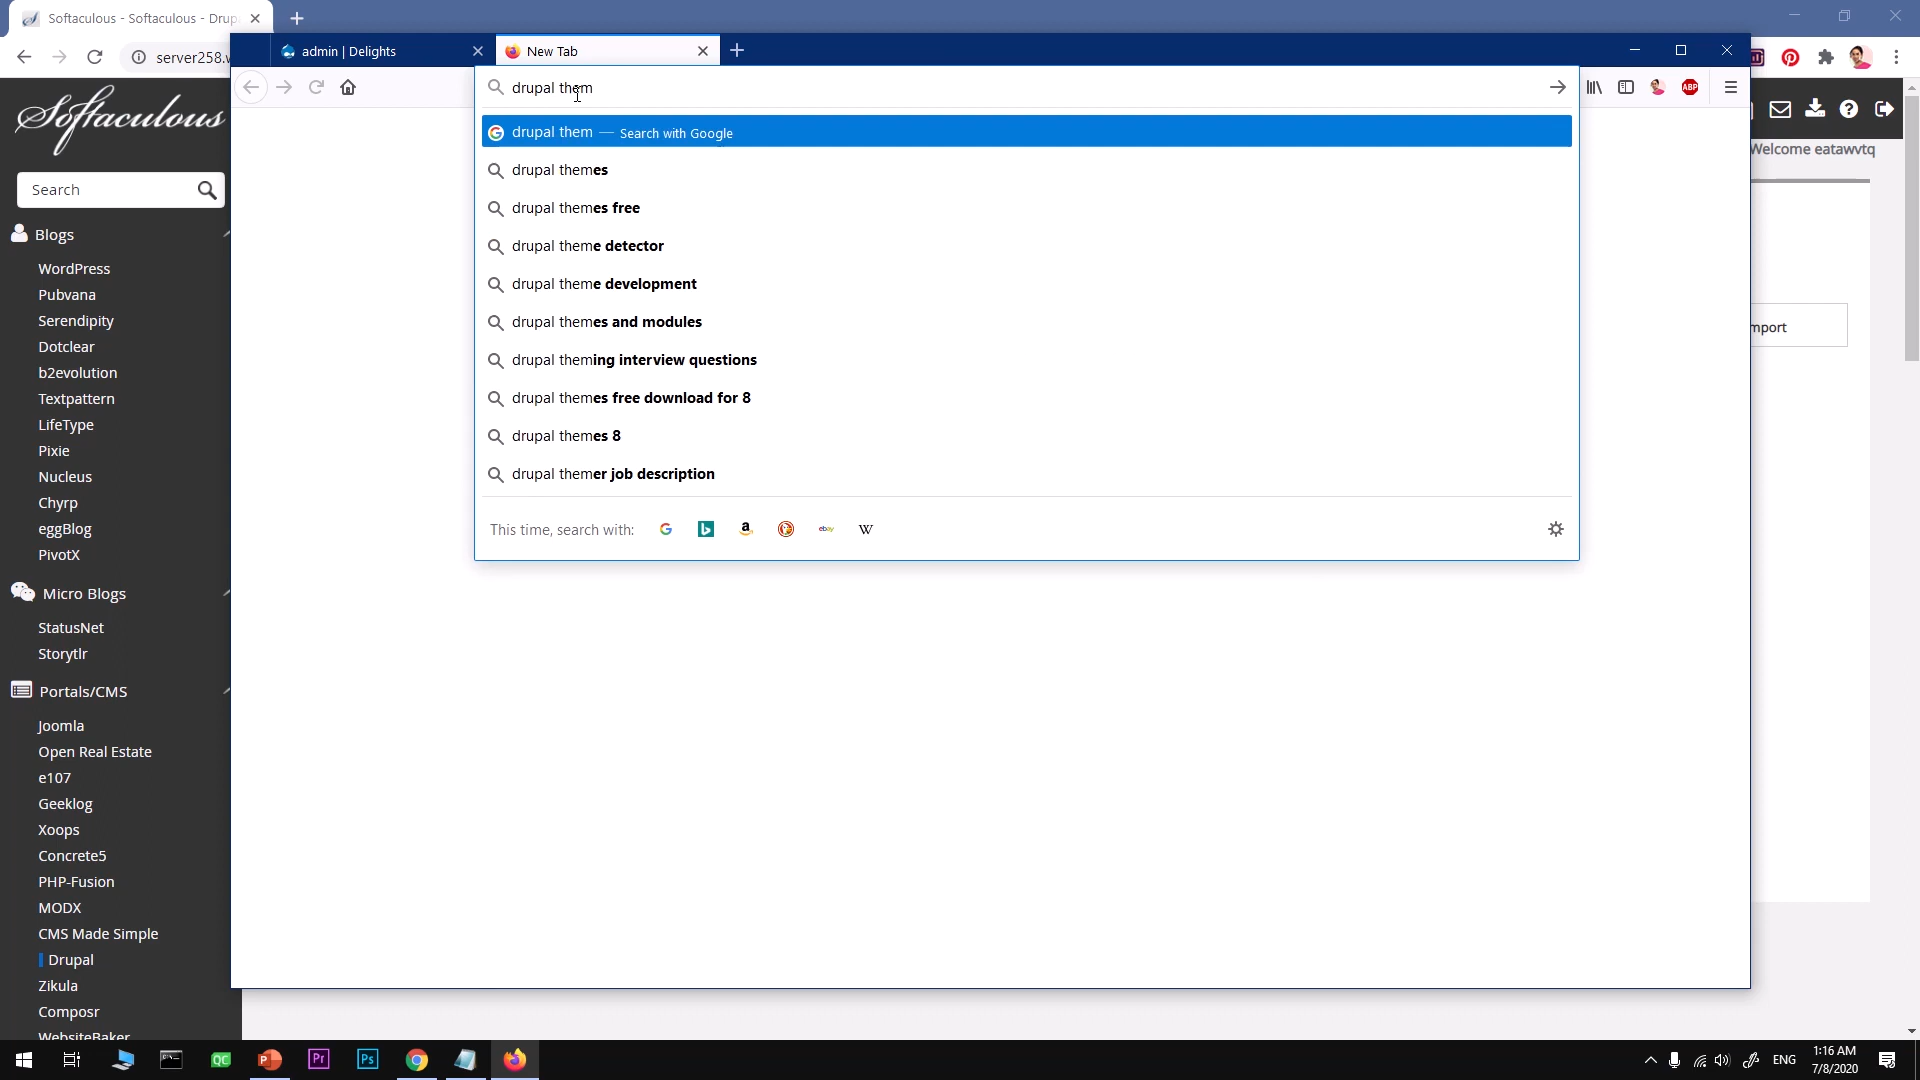 Softaculous - Softaculous - Drup
admin | Delights
New Tab
server258.w
drupal them
ABP
Softaculous
Welcome eatawvtq
Search
drupal them — Search with Google
drupal themes
drupal themes free
drupal theme detector
drupal theme development
drupal themes and modules
drupal theming interview questions
drupal themes free download for 8
drupal themes 8
drupal themer job description
This time, search with:
ebay
W
mport
Blogs
WordPress
Pubvana
Serendipity
Dotclear
b2evolution
Textpattern
LifeType
Pixie
Nucleus
Chyrp
eggBlog
PivotX
Micro Blogs
StatusNet
Storytlr
Portals/CMS
Joomla
Open Real Estate
e107
Geeklog
Xoops
Concrete5
PHP-Fusion
MODX
CMS Made Simple
Drupal
Zikula
Composr
WebsiteBaker
QC
P
Pr
Ps
ENG
1:16 AM
7/8/2020